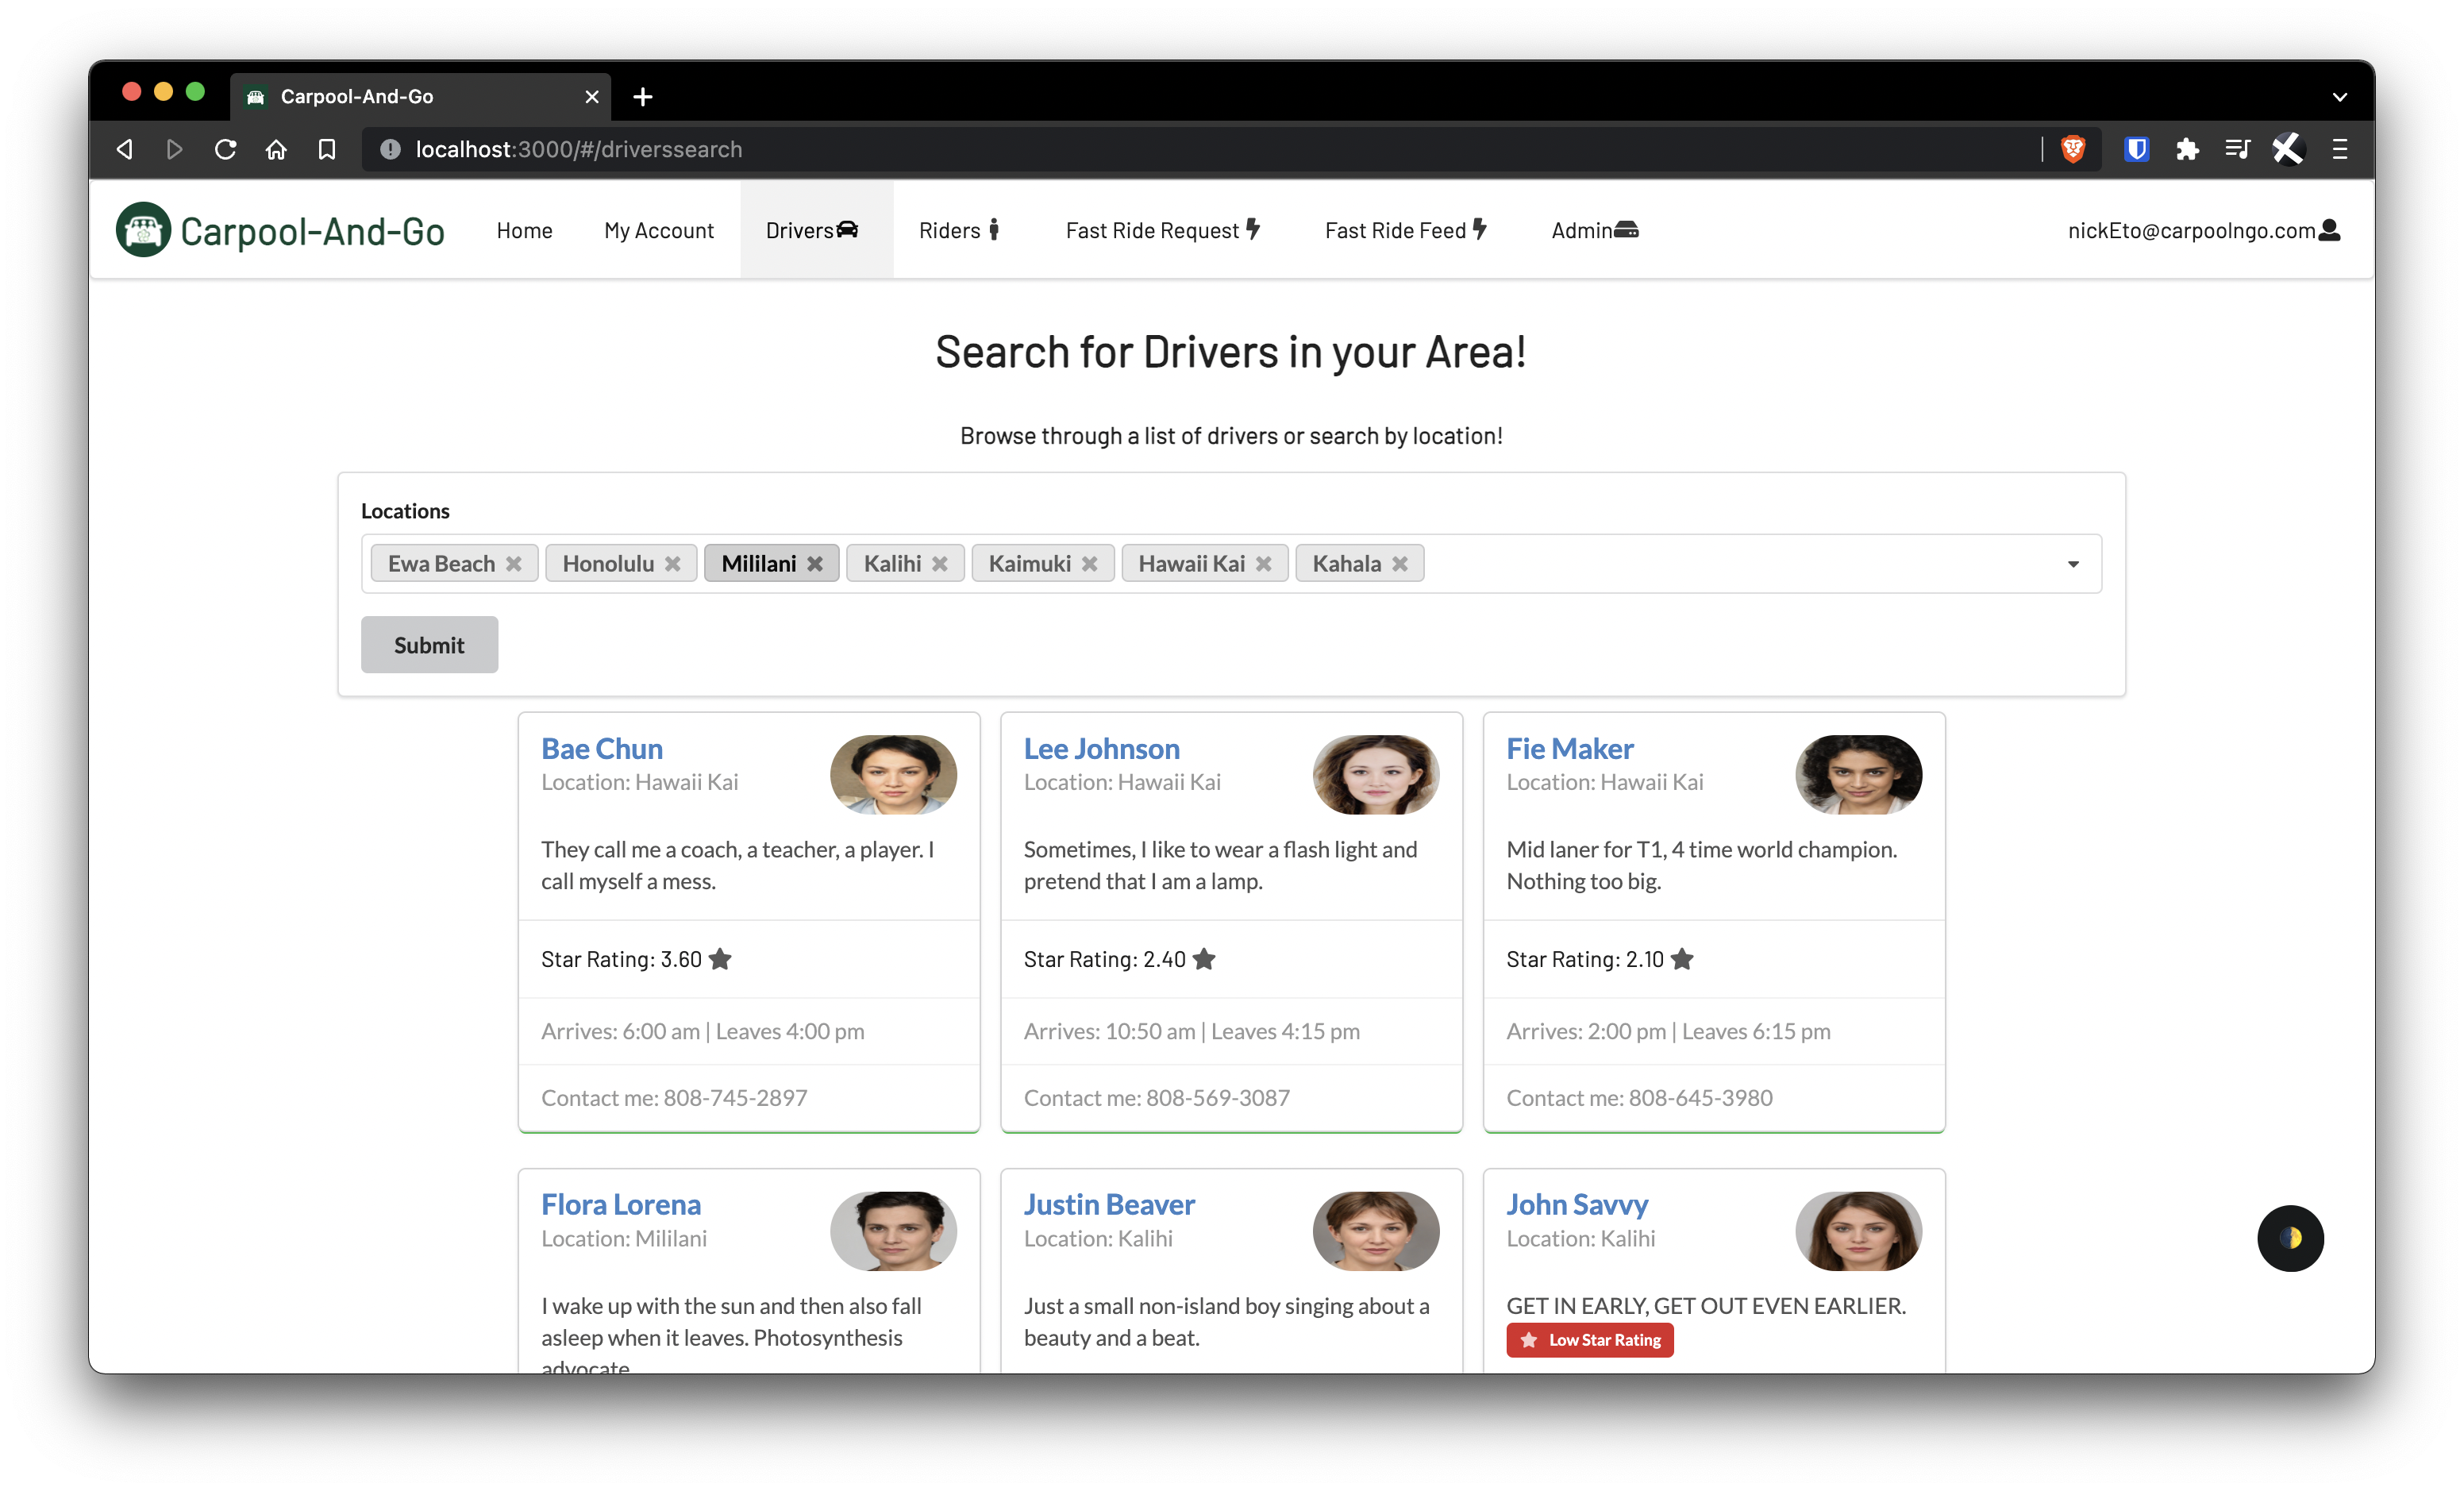 Carpool-And-Go
localhost:3000/#/driverssearch
Carpool-And-Go Home My Account Drivers Riders Fast Ride Request Fast Ride Feed Admin nickEto@carpoolngo.com
Search for Drivers in your Area!
Browse through a list of drivers or search by location!
Locations
Ewa Beach Honolulu Mililani Kalihi Kaimuki Hawaii Kai Kahala
Submit
Bae Chun
Location: Hawaii Kai
They call me a coach, a teacher, a player. I
call myself a mess.
Star Rating: 3.60
Arrives: 6:00 am | Leaves 4:00 pm
Contact me: 808-745-2897
Lee Johnson
Location: Hawaii Kai
Sometimes, I like to wear a flash light and
pretend that I am a lamp.
Star Rating: 2.40
Arrives: 10:50 am | Leaves 4:15 pm
Contact me: 808-569-3087
Fie Maker
Location: Hawaii Kai
Mid laner for T1, 4 time world champion.
Nothing too big.
Star Rating: 2.10
Arrives: 2:00 pm | Leaves 6:15 pm
Contact me: 808-645-3980
Flora Lorena
Location: Mililani
I wake up with the sun and then also fall
asleep when it leaves. Photosynthesis
advocate
Justin Beaver
Location: Kalihi
Just a small non-island boy singing about a
beauty and a beat.
John Savvy
Location: Kalihi
GET IN EARLY, GET OUT EVEN EARLIER.
Low Star Rating